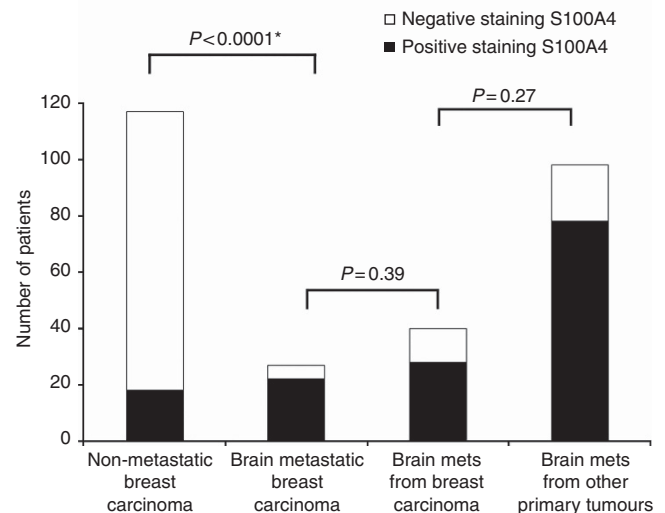 Negative staining S100A4
Positive staining S100A4
P<0.0001*
P=0.27
P=0.39
Number of patients
120
100
80
60
40
20
0
Non-metastatic
breast
carcinoma
Brain metastatic
breast
carcinoma
Brain mets
from breast
carcinoma
Brain mets
from other
primary tumours